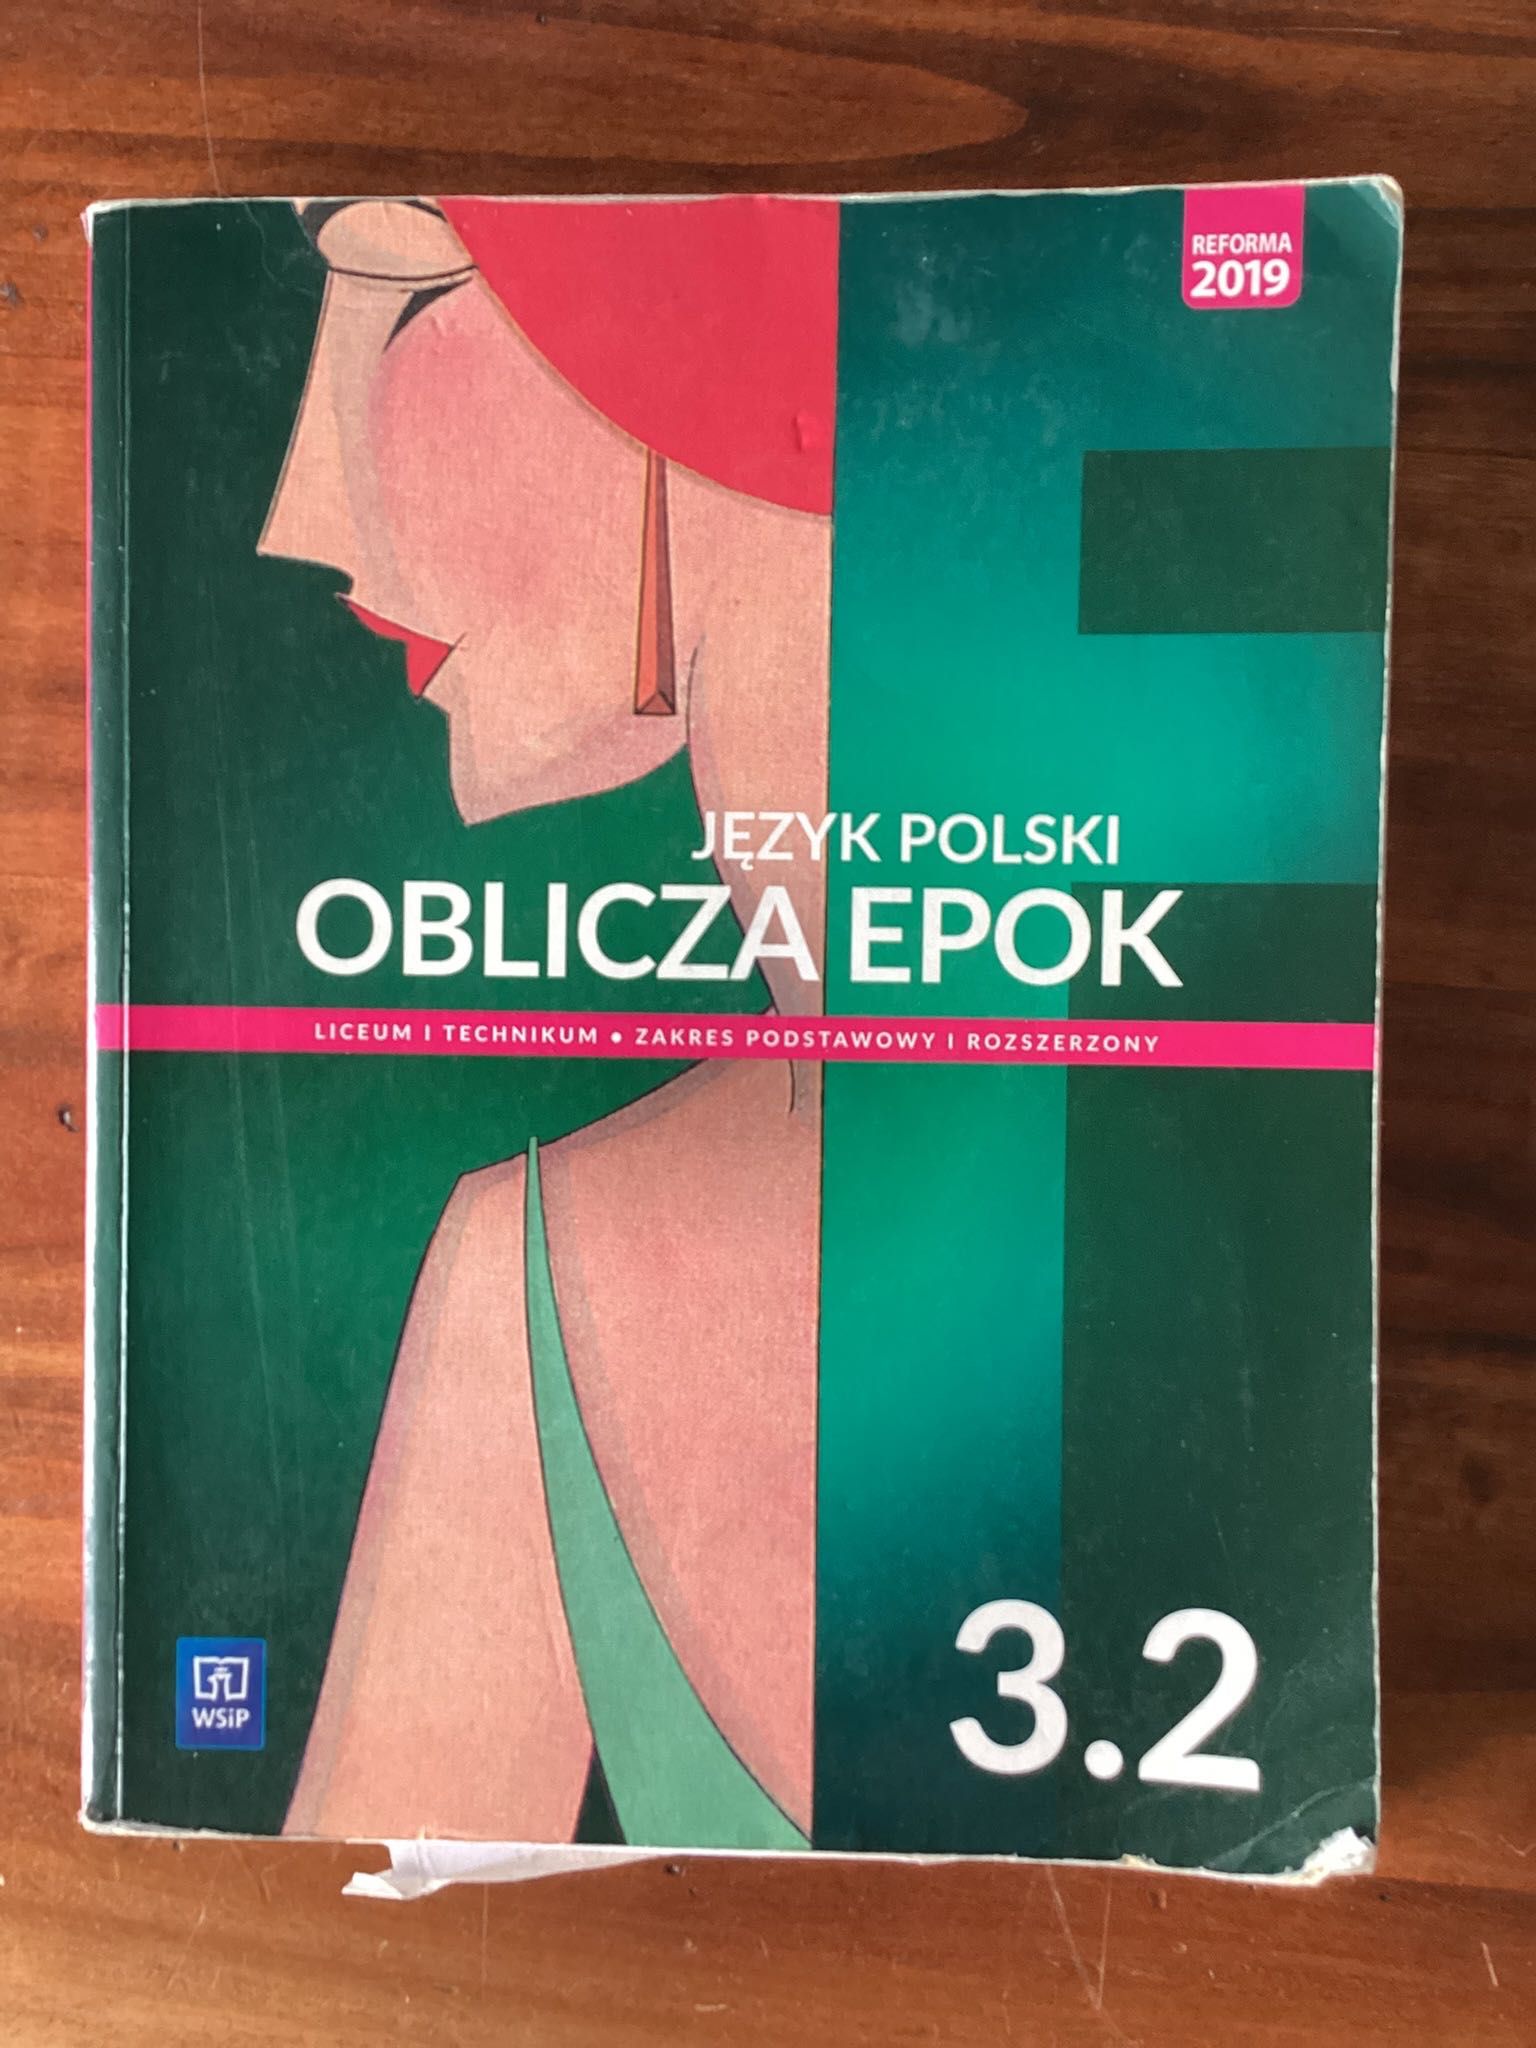 REFORMA
2019
JĘZYK POLSKI
OBLICZA EPOK
LICEUM I TECHNIKUM • ZAKRES PODSTAWOWY I ROZSZERZONY
3.2
WSiP